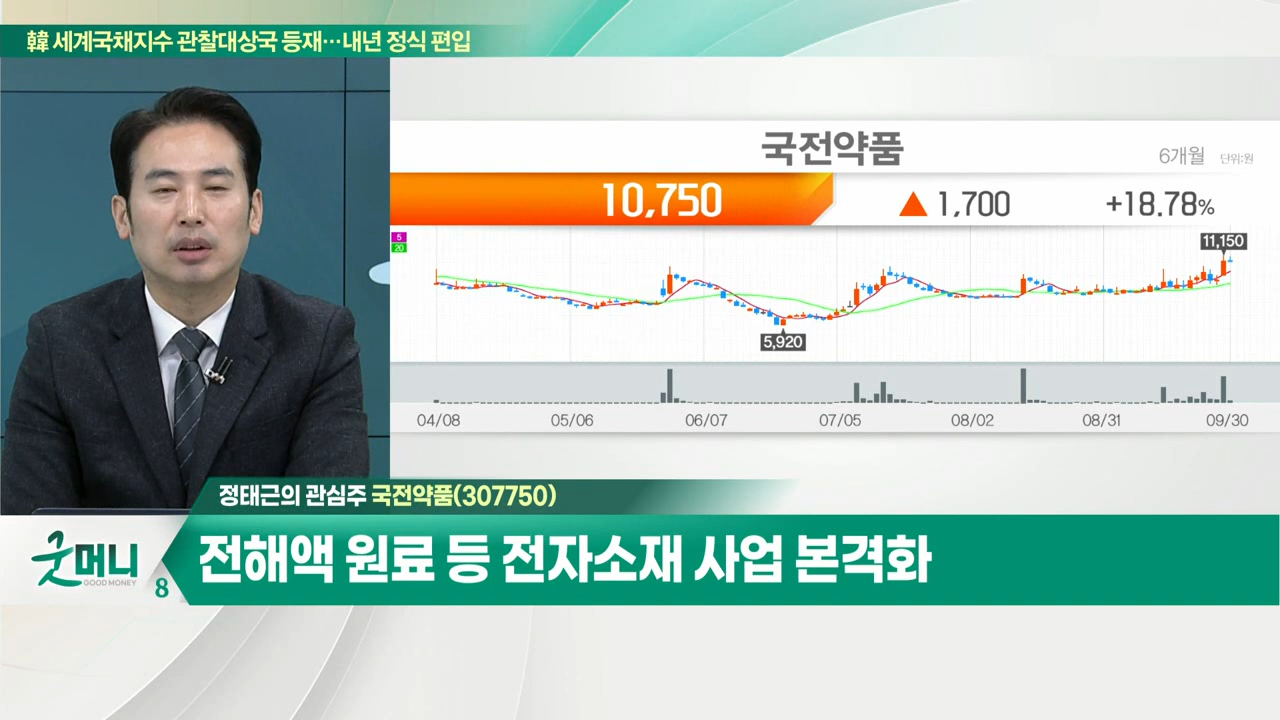 韓 세계국채지수 관찰대상국 등재…내년 정식 편입
국전약품
6개월 단위:원
10,750 ▲ 1,700 +18.78%
5
20
11,150
5,920
04/08 05/06 06/07 07/05 08/02 08/31 09/30
정태근의 관심주 국전약품(307750)
굿머니
GOOD MONEY
8
전해액 원료 등 전자소재 사업 본격화